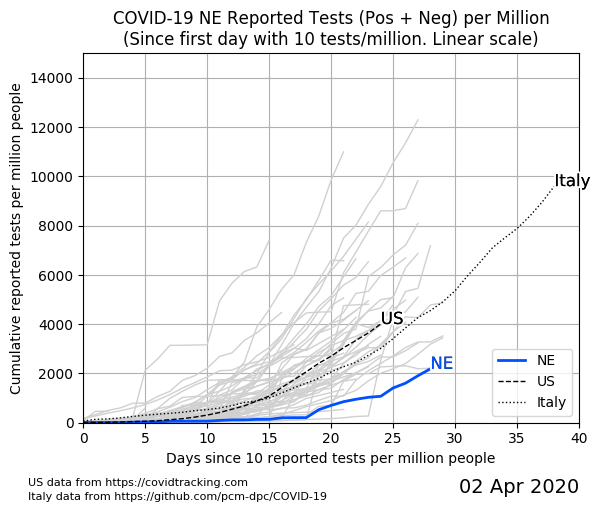 COVID-19 NE Reported Tests (Pos + Neg) per Million
(Since first day with 10 tests/million. Linear scale)
Cumulative reported tests per million people
14000
12000
10000
8000
6000
4000
2000
0
Italy
US
NE
NE
US
Italy
0 5 10 15 20 25 30 35 40
Days since 10 reported tests per million people
US data from https://covidtracking.com
Italy data from https://github.com/pcm-dpc/COVID-19
02 Apr 2020